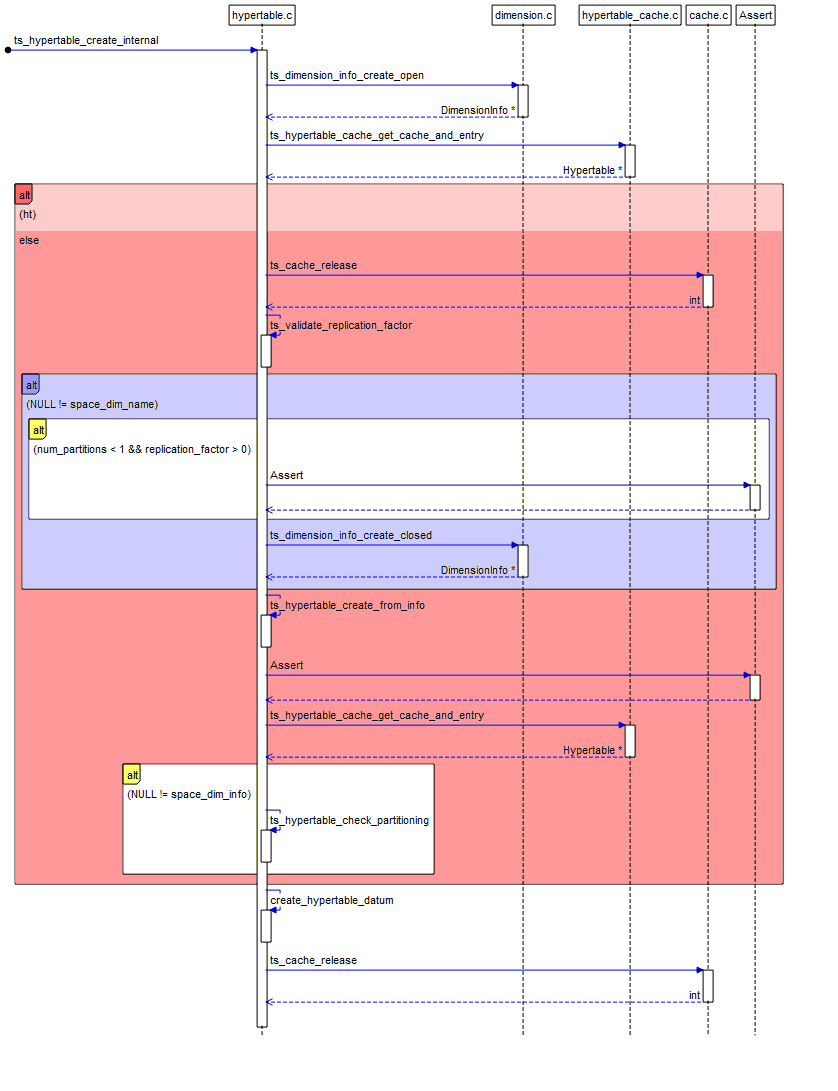 hypertable.c dimension.c hypertable_cache.c cache.c Assert
ts_hypertable_create_internal
ts_dimension_info_create_open
DimensionInfo *
ts_hypertable_cache_get_cache_and_entry
Hypertable *
alt
(ht)
else
ts_cache_release
int
ts_validate_replication_factor
alt
(NULL != space_dim_name)
alt
(num_partitions < 1 && replication_factor > 0)
Assert
ts_dimension_info_create_closed
DimensionInfo *
ts_hypertable_create_from_info
Assert
ts_hypertable_cache_get_cache_and_entry
Hypertable *
alt
(NULL != space_dim_info)
ts_hypertable_check_partitioning
create_hypertable_datum
ts_cache_release
int